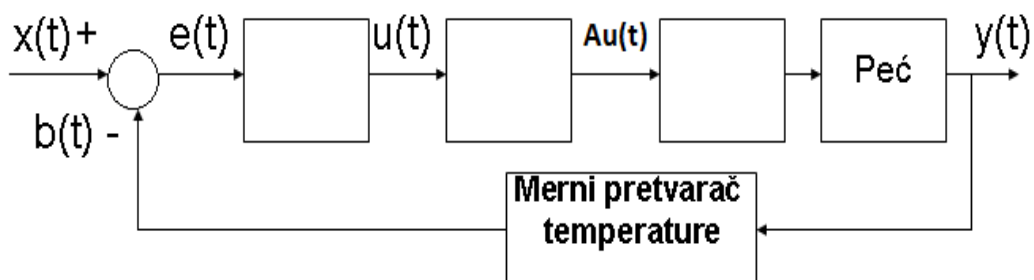 x(t)+ e(t) u(t) Au(t) y(t)
Peć
b(t) -
Merni pretvarač
temperature